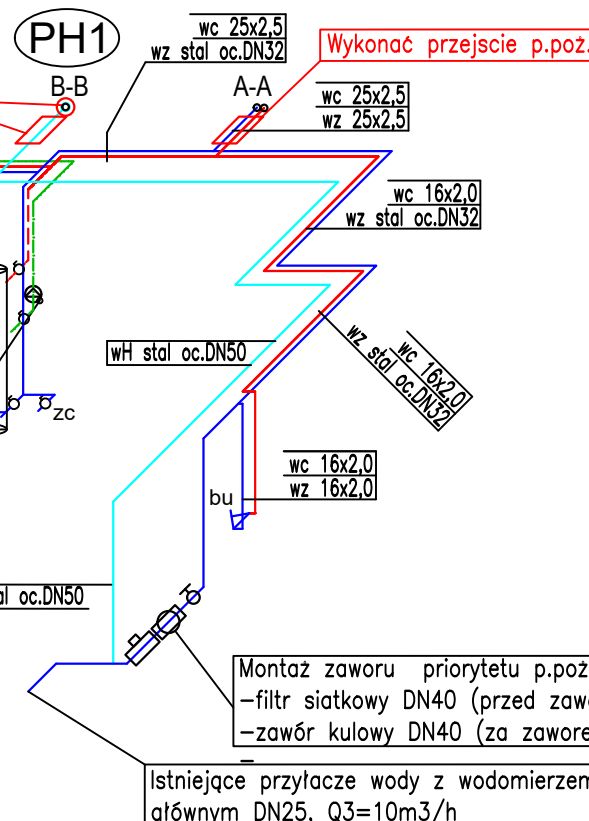 PH1
wc 25x2,5
wz stal oc.DN32
Wykonać przejscie p.poż.
B-B
A-A
wc 25x2,5
wz 25x2,5
wc 16x2,0
wz stal oc.DN32
wH stal oc.DN50
wc 16x2,0
wz stal oc.DN32
zc
wc 16x2,0
wz 16x2,0
bu
oc.DN50
Montaż zaworu priorytetu p.poż
-filtr siatkowy DN40 (przed
-zawór kulowy DN40 (za
-
Istniejące przyłacze wody z wodomierzem
głównym DN25, Q3=10m3/h